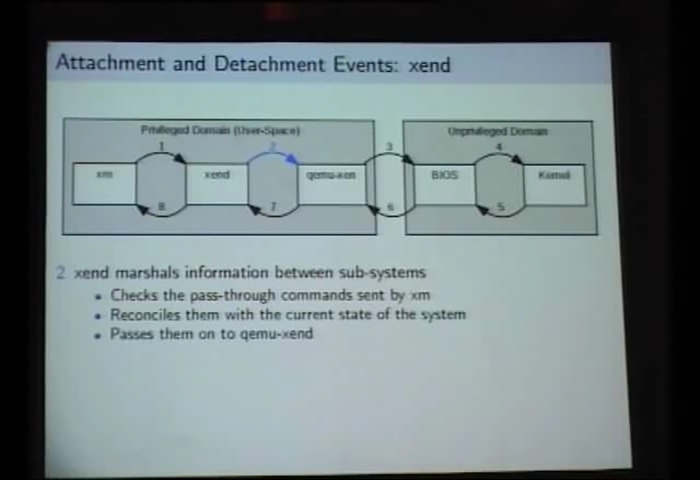 Attachment and Detachment Events: xend
Privileged Domain (User-Space)
Unprivileged Domain
1
2
3
4
xm
xend
qemu-xen
BIOS
Kernel
8
7
6
5
2 xend marshals information between sub-systems
• Checks the pass-through commands sent by xm
• Reconciles them with the current state of the system
• Passes them on to qemu-xend